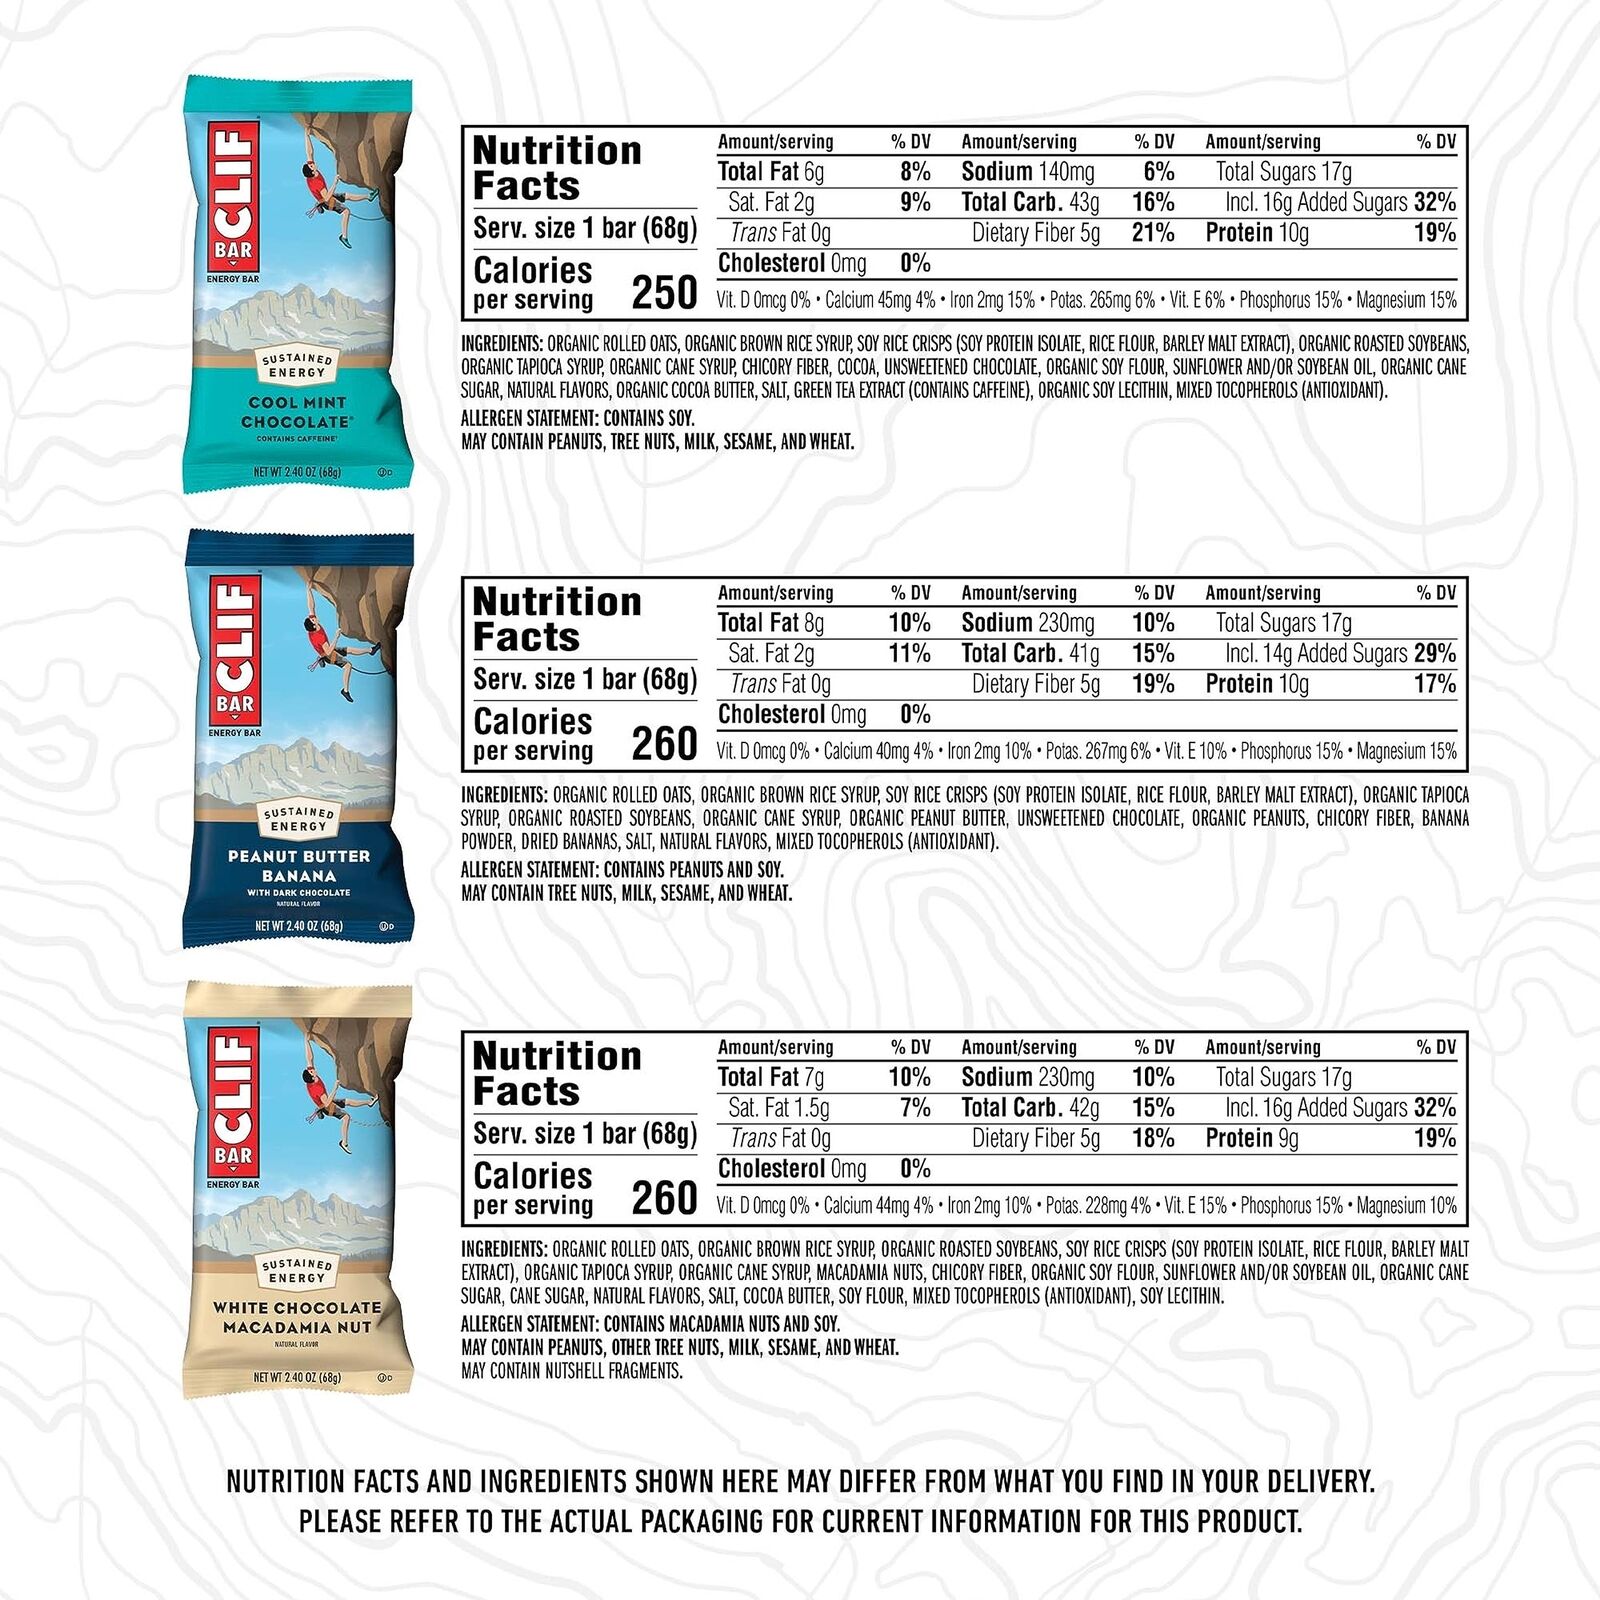 CLIF
BAR
ENERGY BAR
SUSTAINED
ENERGY
COOL MINT
CHOCOLATE®
CONTAINS CAFFEINE
NET WT 2.40 OZ (68g)
Nutrition
Facts
Serv. size 1 bar (68g)
Calories
per serving 250
Amount/serving % DV Amount/serving % DV Amount/serving % DV
Total Fat 6g 8% Sodium 140mg 6% Total Sugars 17g
Sat. Fat 2g 9% Total Carb. 43g 16% Incl. 16g Added Sugars 32%
Trans Fat 0g Dietary Fiber 5g 21% Protein 10g 19%
Cholesterol 0mg 0%
Vit. D 0mcg 0% • Calcium 45mg 4% • Iron 2mg 15% • Potas. 265mg 6% • Vit. E 6% • Phosphorus 15% • Magnesium 15%
INGREDIENTS: ORGANIC ROLLED OATS, ORGANIC BROWN RICE SYRUP, SOY RICE CRISPS (SOY PROTEIN ISOLATE, RICE FLOUR, BARLEY MALT EXTRACT), ORGANIC ROASTED SOYBEANS,
ORGANIC TAPIOCA SYRUP, ORGANIC CANE SYRUP, CHICORY FIBER, COCOA, UNSWEETENED CHOCOLATE, ORGANIC SOY FLOUR, SUNFLOWER AND/OR SOYBEAN OIL, ORGANIC CANE
SUGAR, NATURAL FLAVORS, ORGANIC COCOA BUTTER, SALT, GREEN TEA EXTRACT (CONTAINS CAFFEINE), ORGANIC SOY LECITHIN, MIXED TOCOPHEROLS (ANTIOXIDANT).
ALLERGEN STATEMENT: CONTAINS SOY.
MAY CONTAIN PEANUTS, TREE NUTS, MILK, SESAME, AND WHEAT.
CLIF
BAR
ENERGY BAR
SUSTAINED
ENERGY
PEANUT BUTTER
BANANA
WITH DARK CHOCOLATE
NATURAL FLAVOR
NET WT 2.40 OZ (68g)
Nutrition
Facts
Serv. size 1 bar (68g)
Calories
per serving 260
Amount/serving % DV Amount/serving % DV Amount/serving % DV
Total Fat 8g 10% Sodium 230mg 10% Total Sugars 17g
Sat. Fat 2g 11% Total Carb. 41g 15% Incl. 14g Added Sugars 29%
Trans Fat 0g Dietary Fiber 5g 19% Protein 10g 17%
Cholesterol 0mg 0%
Vit. D 0mcg 0% • Calcium 40mg 4% • Iron 2mg 10% • Potas. 267mg 6% • Vit. E 10% • Phosphorus 15% • Magnesium 15%
INGREDIENTS: ORGANIC ROLLED OATS, ORGANIC BROWN RICE SYRUP, SOY RICE CRISPS (SOY PROTEIN ISOLATE, RICE FLOUR, BARLEY MALT EXTRACT), ORGANIC TAPIOCA
SYRUP, ORGANIC ROASTED SOYBEANS, ORGANIC CANE SYRUP, ORGANIC PEANUT BUTTER, UNSWEETENED CHOCOLATE, ORGANIC PEANUTS, CHICORY FIBER, BANANA
POWDER, DRIED BANANAS, SALT, NATURAL FLAVORS, MIXED TOCOPHEROLS (ANTIOXIDANT).
ALLERGEN STATEMENT: CONTAINS PEANUTS AND SOY.
MAY CONTAIN TREE NUTS, MILK, SESAME, AND WHEAT.
CLIF
BAR
ENERGY BAR
SUSTAINED
ENERGY
WHITE CHOCOLATE
MACADAMIA NUT
NATURAL FLAVOR
NET WT 2.40 OZ (68g)
Nutrition
Facts
Serv. size 1 bar (68g)
Calories
per serving 260
Amount/serving % DV Amount/serving % DV Amount/serving % DV
Total Fat 7g 10% Sodium 230mg 10% Total Sugars 17g
Sat. Fat 1.5g 7% Total Carb. 42g 15% Incl. 16g Added Sugars 32%
Trans Fat 0g Dietary Fiber 5g 18% Protein 9g 19%
Cholesterol 0mg 0%
Vit. D 0mcg 0% • Calcium 44mg 4% • Iron 2mg 10% • Potas. 228mg 4% • Vit. E 15% • Phosphorus 15% • Magnesium 10%
INGREDIENTS: ORGANIC ROLLED OATS, ORGANIC BROWN RICE SYRUP, ORGANIC ROASTED SOYBEANS, SOY RICE CRISPS (SOY PROTEIN ISOLATE, RICE FLOUR, BARLEY MALT
EXTRACT), ORGANIC TAPIOCA SYRUP, ORGANIC CANE SYRUP, MACADAMIA NUTS, CHICORY FIBER, ORGANIC SOY FLOUR, SUNFLOWER AND/OR SOYBEAN OIL, ORGANIC CANE
SUGAR, CANE SUGAR, NATURAL FLAVORS, SALT, COCOA BUTTER, SOY FLOUR, MIXED TOCOPHEROLS (ANTIOXIDANT), SOY LECITHIN.
ALLERGEN STATEMENT: CONTAINS MACADAMIA NUTS AND SOY.
MAY CONTAIN PEANUTS, OTHER TREE NUTS, MILK, SESAME, AND WHEAT.
MAY CONTAIN NUTSHELL FRAGMENTS.
NUTRITION FACTS AND INGREDIENTS SHOWN HERE MAY DIFFER FROM WHAT YOU FIND IN YOUR DELIVERY.
PLEASE REFER TO THE ACTUAL PACKAGING FOR CURRENT INFORMATION FOR THIS PRODUCT.